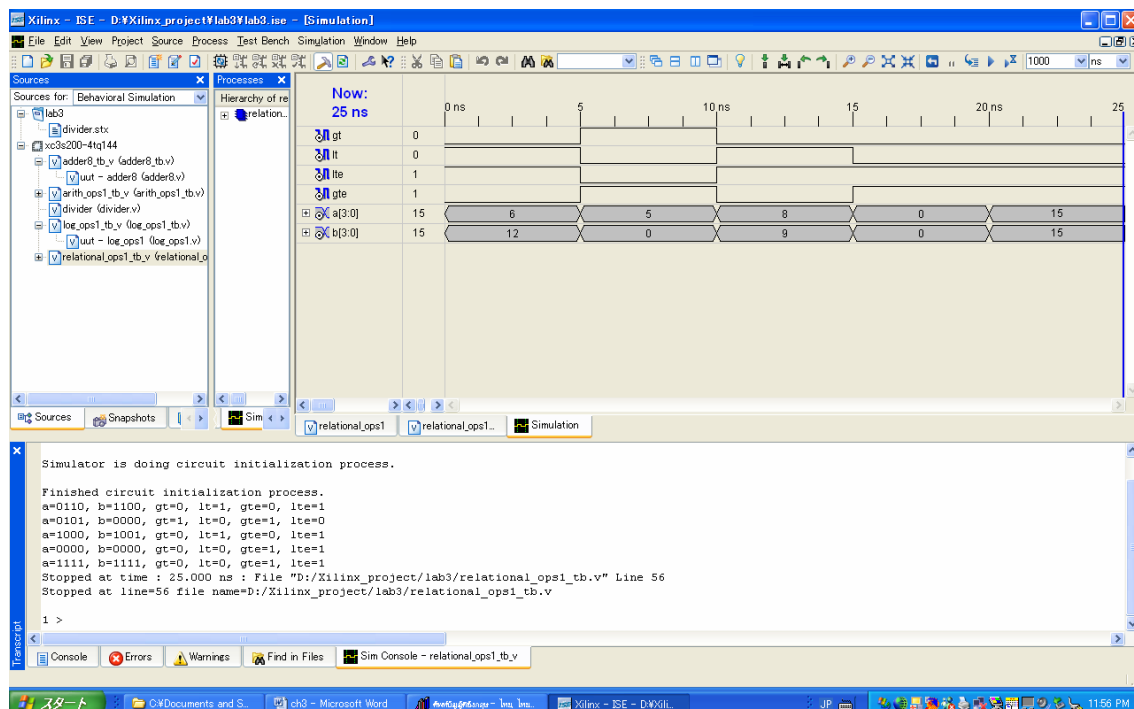 Xilinx - ISE - D:¥Xilinx_project¥lab3¥lab3.ise - [Simulation]
File Edit View Project Source Process Test Bench Simulation Window Help
1000 ns
Sources
Processes
Sources for: Behavioral Simulation
Hierarchy of re
lab3
relation..
divider.stx
xc3s200-4tq144
adder8_tb_v (adder8_tb.v)
uut - adder8 (adder8.v)
arith_ops1_tb_v (arith_ops1_tb.v)
divider (divider.v)
log_ops1_tb_v (log_ops1_tb.v)
uut - log_ops1 (log_ops1.v)
relational_ops1_tb_v (relational_o
Now:
25 ns
0 ns 5 10 ns 15 20 ns 25
gt 0
lt 0
lte 1
gte 1
a[3:0] 15 6 5 8 0 15
b[3:0] 15 12 0 9 0 15
Sources Snapshots
Sim
relational_ops1 relational_ops1... Simulation
Simulator is doing circuit initialization process.
Finished circuit initialization process.
a=0110, b=1100, gt=0, lt=1, gte=0, lte=1
a=0101, b=0000, gt=1, lt=0, gte=1, lte=0
a=1000, b=1001, gt=0, lt=1, gte=0, lte=1
a=0000, b=0000, gt=0, lt=0, gte=1, lte=1
a=1111, b=1111, gt=0, lt=0, gte=1, lte=1
Stopped at time : 25.000 ns : File "D:/Xilinx_project/lab3/relational_ops1_tb.v" Line 56
Stopped at line=56 file name=D:/Xilinx_project/lab3/relational_ops1_tb.v
1 >
Transcript
Console Errors Warnings Find in Files Sim Console - relational_ops1_tb_v
スタート C:¥Documents and S... ch3 - Microsoft Word Xilinx - ISE - D:¥Xili... JP 11:56 PM